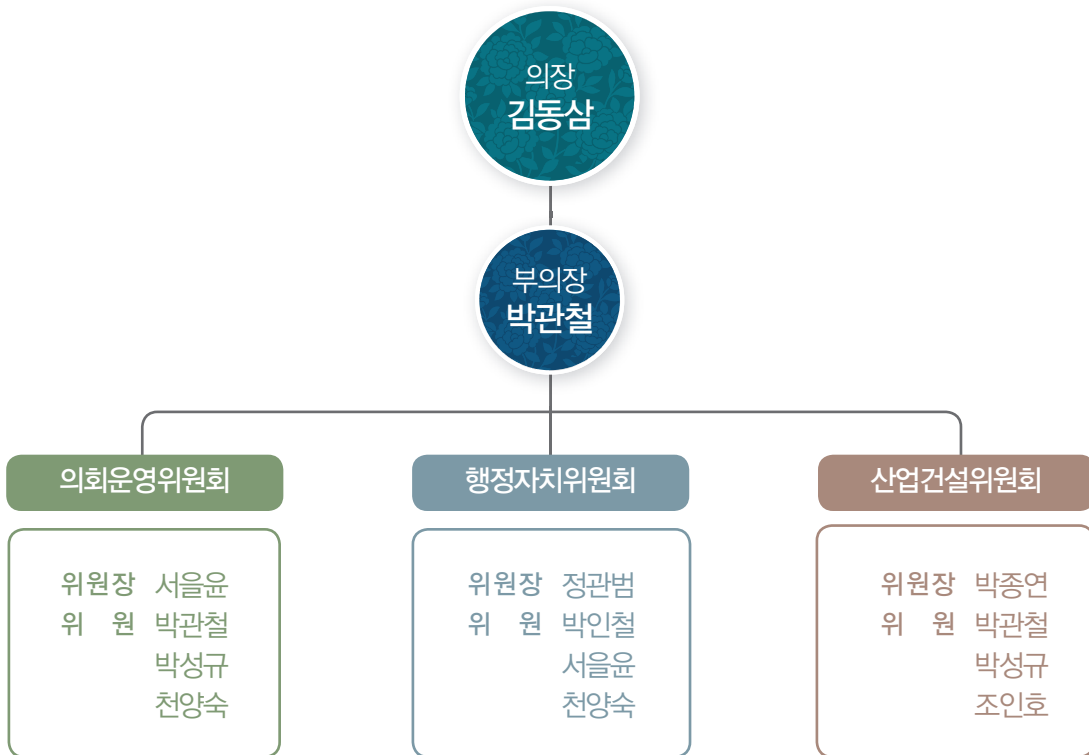 의장
김동삼
부의장
박관철
의회운영위원회
위원장 서을윤
위 원 박관철
박성규
천양숙
행정자치위원회
위원장 정관범
위 원 박인철
서을윤
천양숙
산업건설위원회
위원장 박종연
위 원 박관철
박성규
조인호